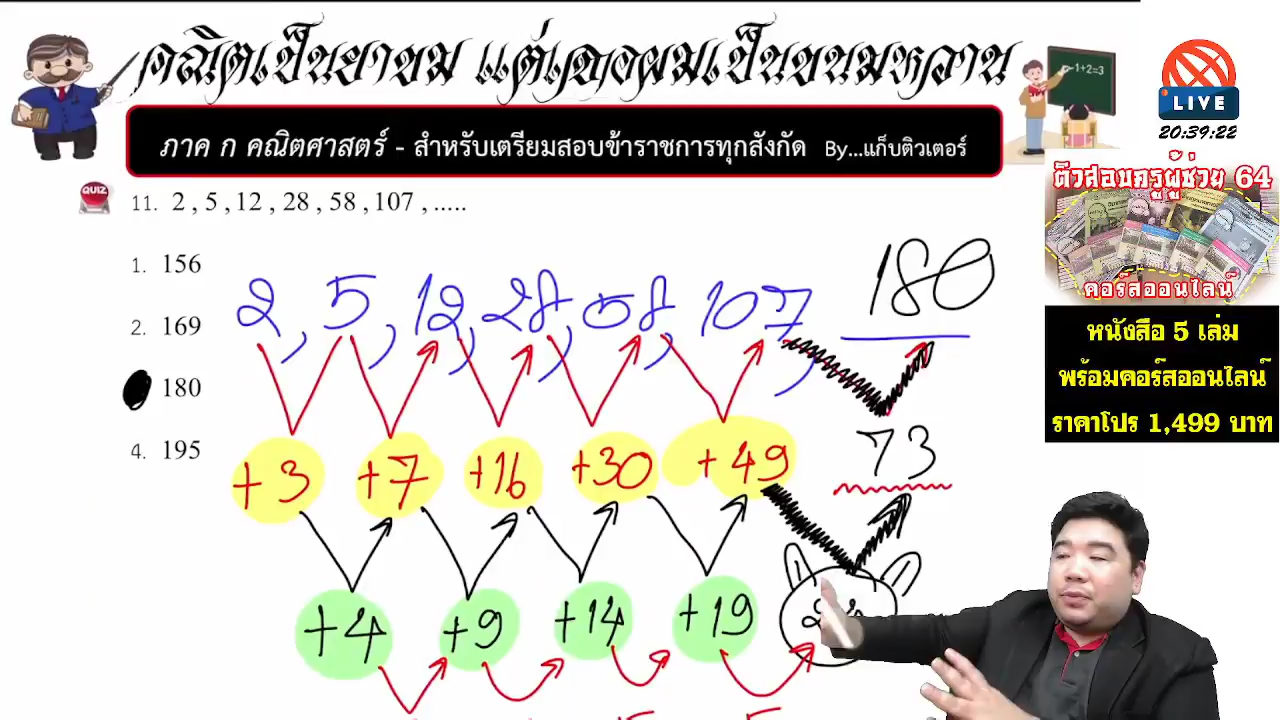 คณิตเป็นยาขม แต่เจอผมเป็นขนมหวาน
1+2=3
LIVE
20:39:22
ภาค ก คณิตศาสตร์ - สำหรับเตรียมสอบข้าราชการทุกสังกัด By...แก็บติวเตอร์
ติวสอบครูผู้ช่วย 64
คอร์สออนไลน์
หนังสือ 5 เล่ม
พร้อมคอร์สออนไลน์
ราคาโปร 1,499 บาท
QUIZ
11. 2 , 5 , 12 , 28 , 58 , 107 , .....
1. 156
2. 169
180
4. 195
2, 5, 12, 28, 58, 107, 180
+3 +7 +16 +30 +49 73
+4 +9 +14 +19